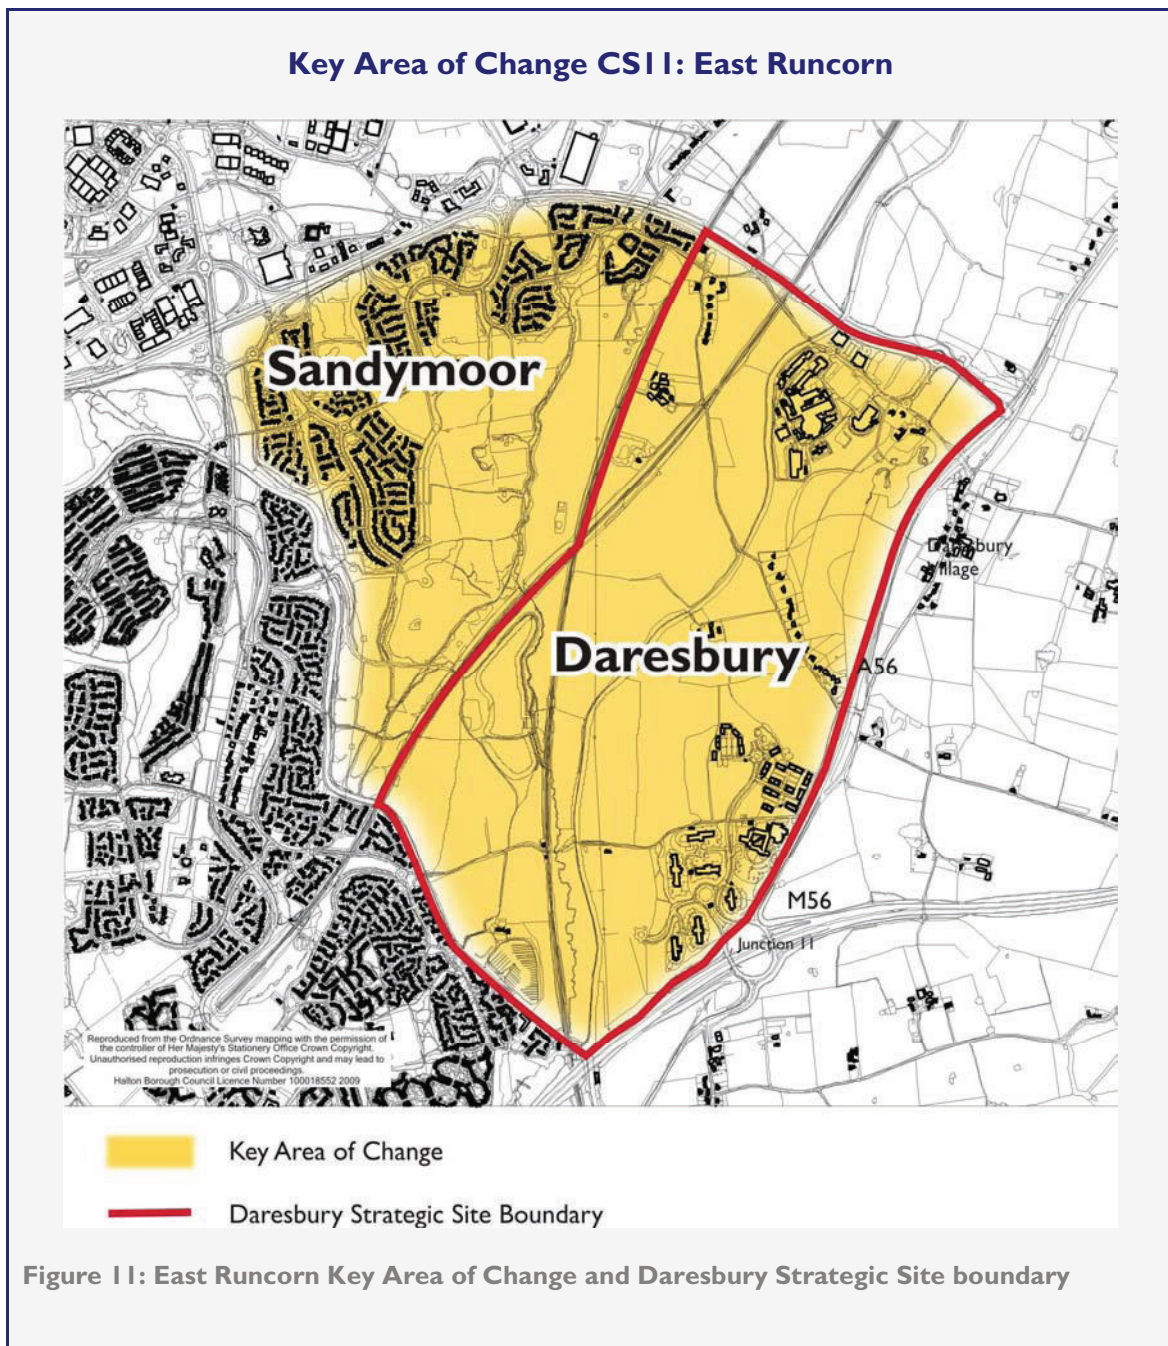 Key Area of Change CS11: East Runcorn
Sandymoor
Daresbury
Village
Daresbury
A56
M56
Junction 11
Reproduced from the Ordnance Survey mapping with the permission of
the controller of Her Majesty's Stationery Office Crown Copyright.
Unauthorised reproduction infringes Crown Copyright and may lead to
prosecution or civil proceedings.
Halton Borough Council Licence Number 100018552 2009
Key Area of Change
Daresbury Strategic Site Boundary
Figure 11: East Runcorn Key Area of Change and Daresbury Strategic Site boundary